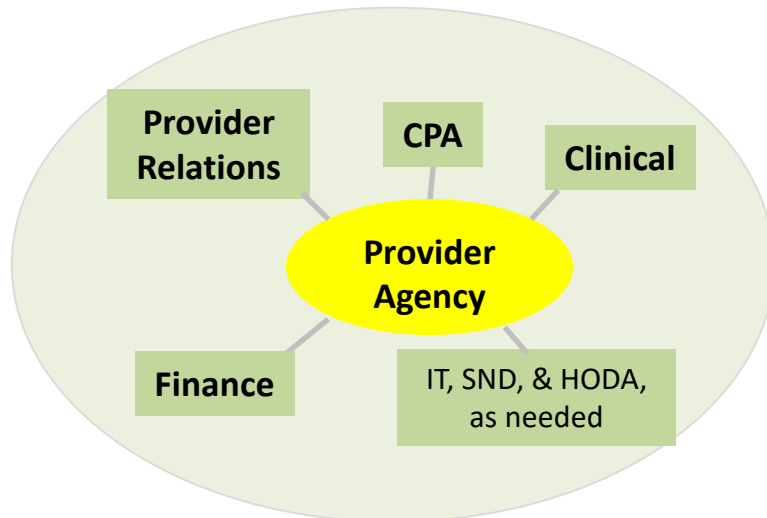 Provider
Relations
CPA
Clinical
Provider
Agency
Finance
IT, SND, & HODA,
as needed